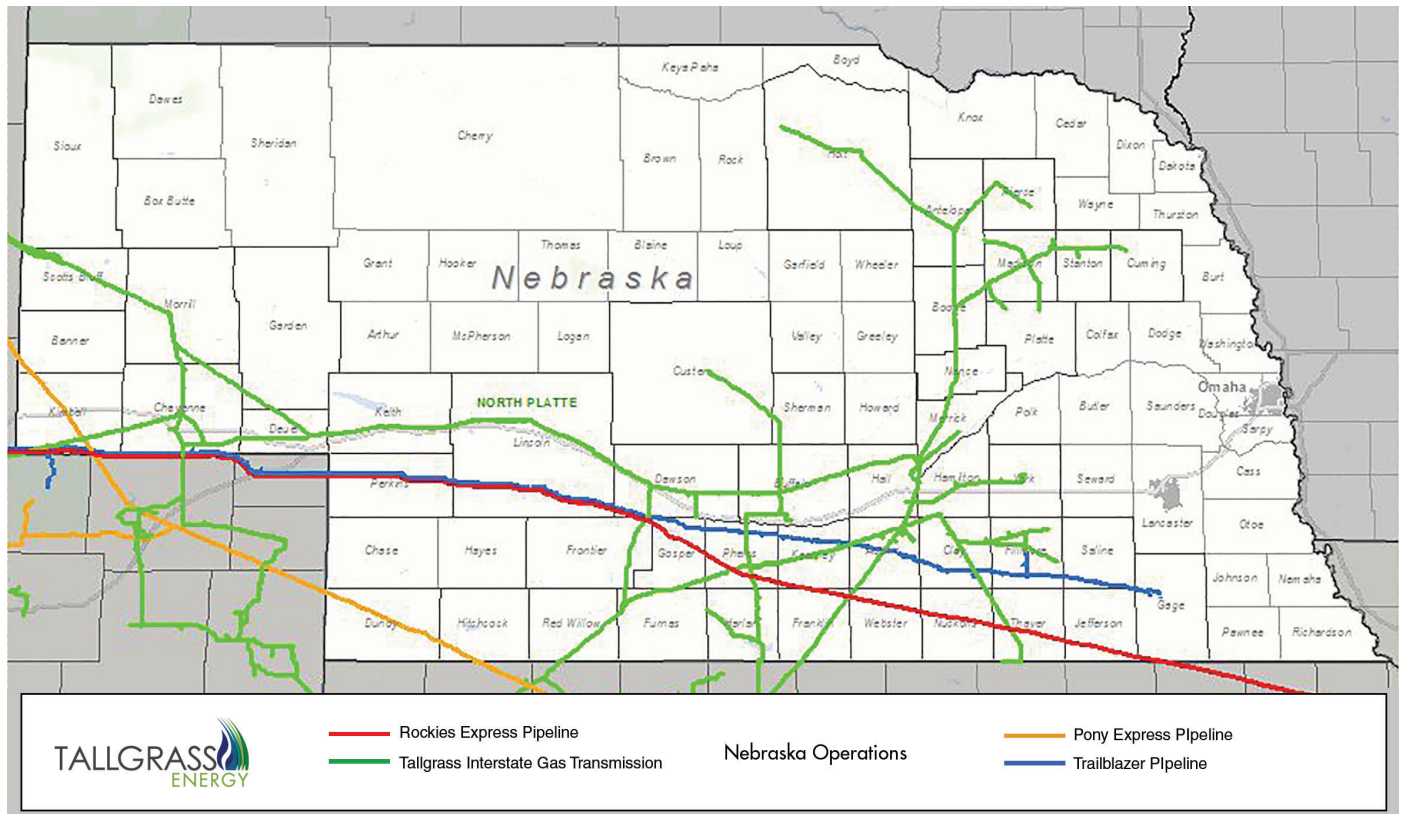 Keya Paha
Boyd
Dawes
Sioux
Sheridan
Cherry
Brown
Rock
Holt
Knox
Cedar
Dixon
Dakota
Box Butte
Antelope
Pierce
Wayne
Thurston
Thomas
Blaine
Loup
Grant
Hooker
Garfield
Wheeler
Madison
Stanton
Cuming
Burt
Scotts Bluff
Nebraska
Morrill
Garden
Boone
Banner
Arthur
McPherson
Logan
Valley
Greeley
Platte
Colfax
Dodge
Washington
Custer
Nance
Omaha
Kimball
Cheyenne
Keith
NORTH PLATTE
Sherman
Howard
Merrick
Polk
Butler
Saunders
Douglas
Sarpy
Deuel
Lincoln
Perkins
Dawson
Buffalo
Hall
Hamilton
York
Seward
Cass
Lancaster
Otoe
Chase
Hayes
Frontier
Gosper
Phelps
Kearney
Clay
Fillmore
Saline
Johnson
Nemaha
Gage
Dundy
Hitchcock
Red Willow
Furnas
Harlan
Franklin
Webster
Nuckolls
Thayer
Jefferson
Pawnee
Richardson
TALLGRASS
ENERGY
Rockies Express Pipeline
Tallgrass Interstate Gas Transmission
Nebraska Operations
Pony Express PIpeline
Trailblazer PIpeline